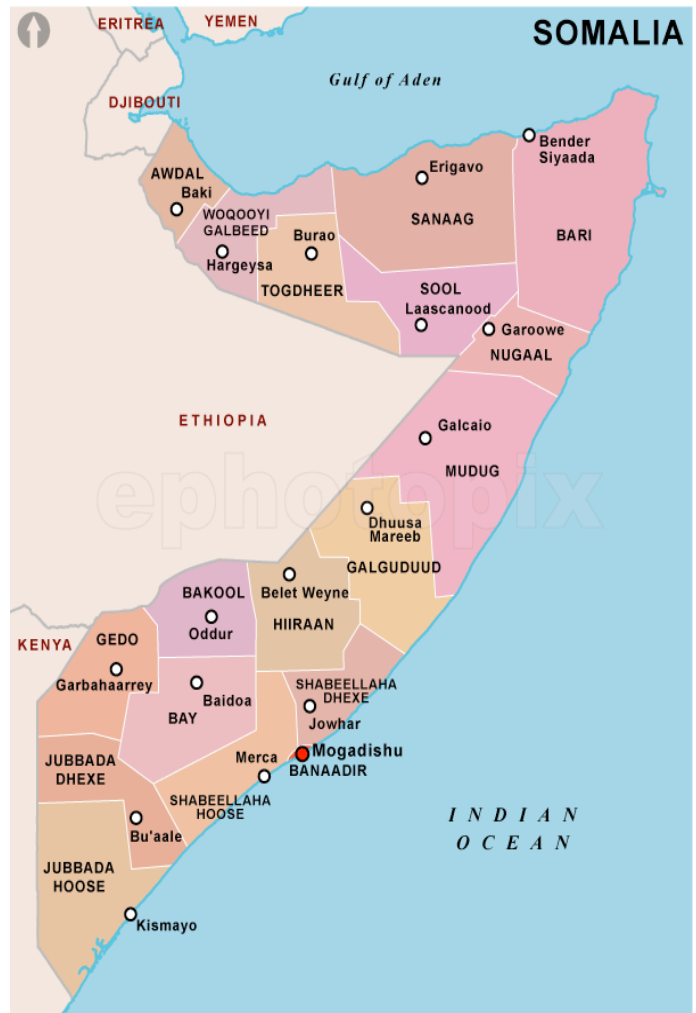 SOMALIA
ERITREA
YEMEN
Gulf of Aden
DJIBOUTI
Bender
Siyaada
AWDAL
Baki
Erigavo
WOQOOYI
GALBEED
SANAAG
BARI
Burao
Hargeysa
TOGDHEER
SOOL
Laascanood
Garoowe
NUGAAL
ETHIOPIA
Galcaio
MUDUG
ephotopix
Dhuusa
Mareeb
GALGUDUUD
BAKOOL
Belet Weyne
Oddur
HIIRAAN
KENYA
GEDO
Garbahaarrey
Baidoa
BAY
SHABEELLAHA
DHEXE
Jowhar
Mogadishu
BANAADIR
Merca
JUBBADA
DHEXE
SHABEELLAHA
HOOSE
Bu'aale
INDIAN
OCEAN
JUBBADA
HOOSE
Kismayo